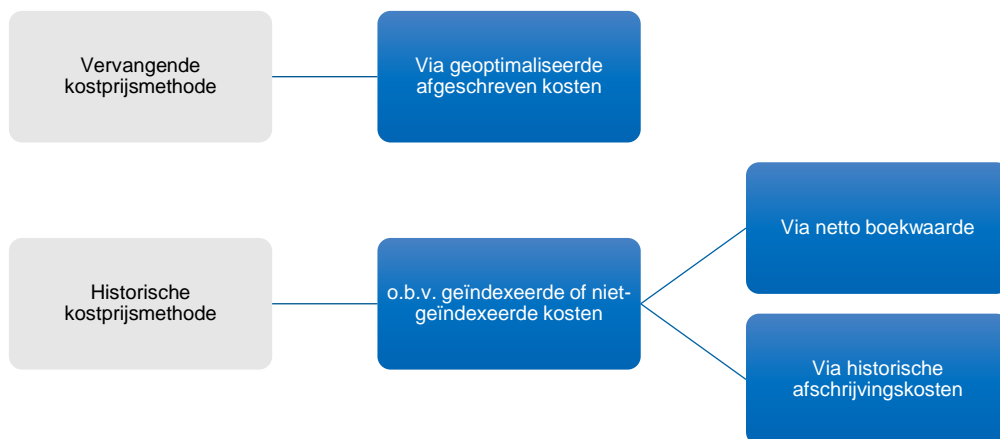 Vervangende
kostprijsmethode
Via geoptimaliseerde
afgeschreven kosten
Historische
kostprijsmethode
o.b.v. geïndexeerde of niet-
geïndexeerde kosten
Via netto boekwaarde
Via historische
afschrijvingskosten